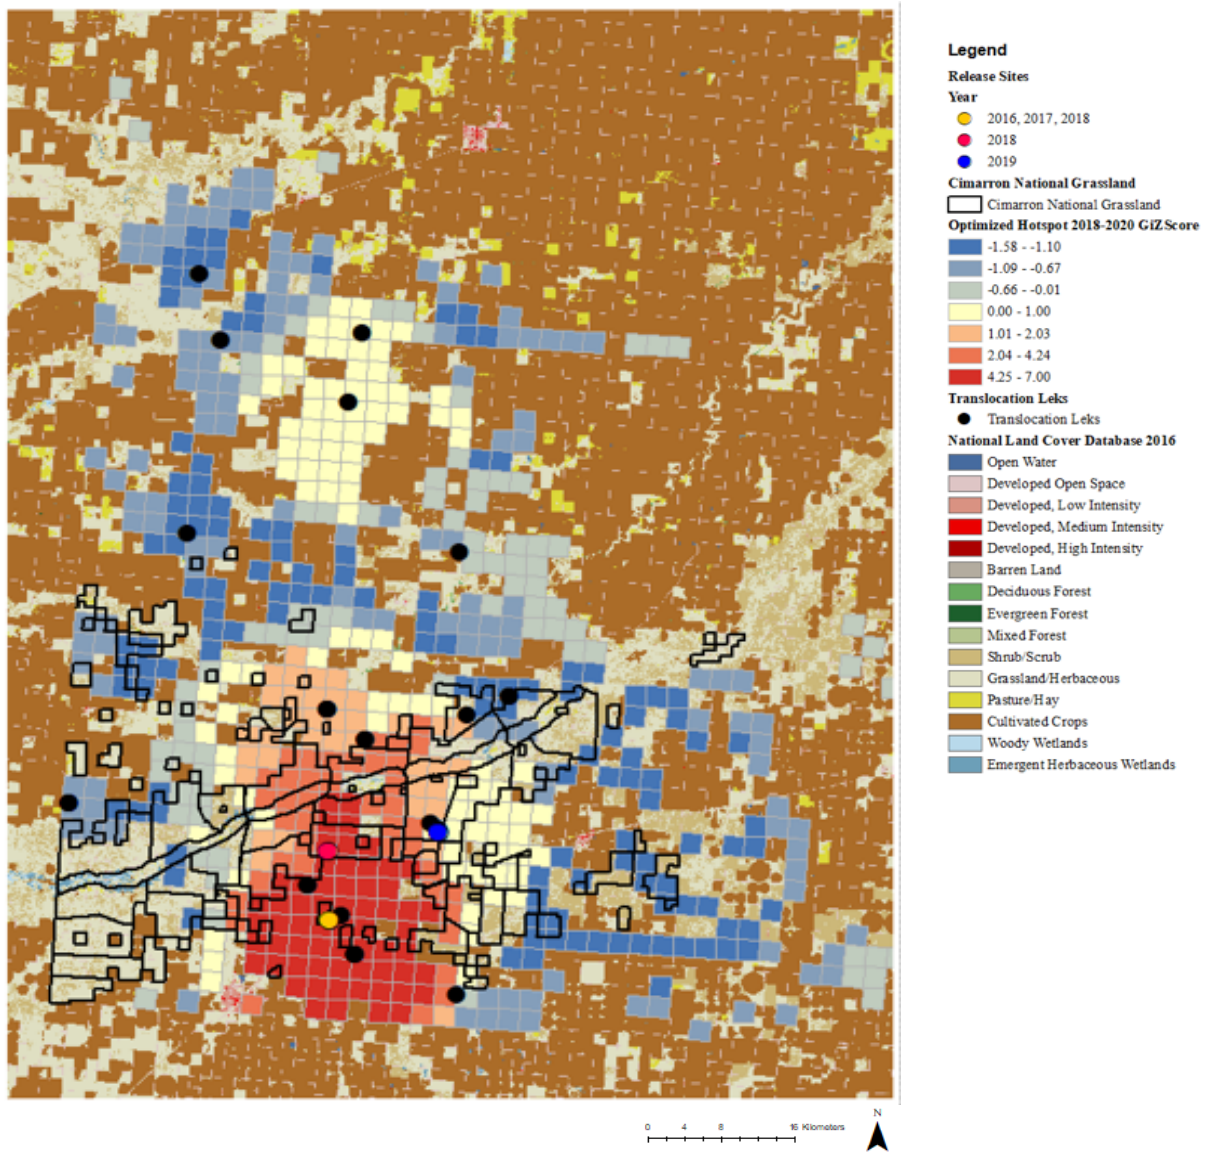 Legend
Release Sites
Year
2016, 2017, 2018
2018
2019
Cimarron National Grassland
Cimarron National Grassland
Optimized Hotspot 2018-2020 GiZScore
-1.58 - -1.10
-1.09 - -0.67
-0.66 - -0.01
0.00 - 1.00
1.01 - 2.03
2.04 - 4.24
4.25 - 7.00
Translocation Leks
Translocation Leks
National Land Cover Database 2016
Open Water
Developed Open Space
Developed, Low Intensity
Developed, Medium Intensity
Developed, High Intensity
Barren Land
Deciduous Forest
Evergreen Forest
Mixed Forest
Shrub/Scrub
Grassland/Herbaceous
Pasture/Hay
Cultivated Crops
Woody Wetlands
Emergent Herbaceous Wetlands
N
0 4 8 16 Kilometers